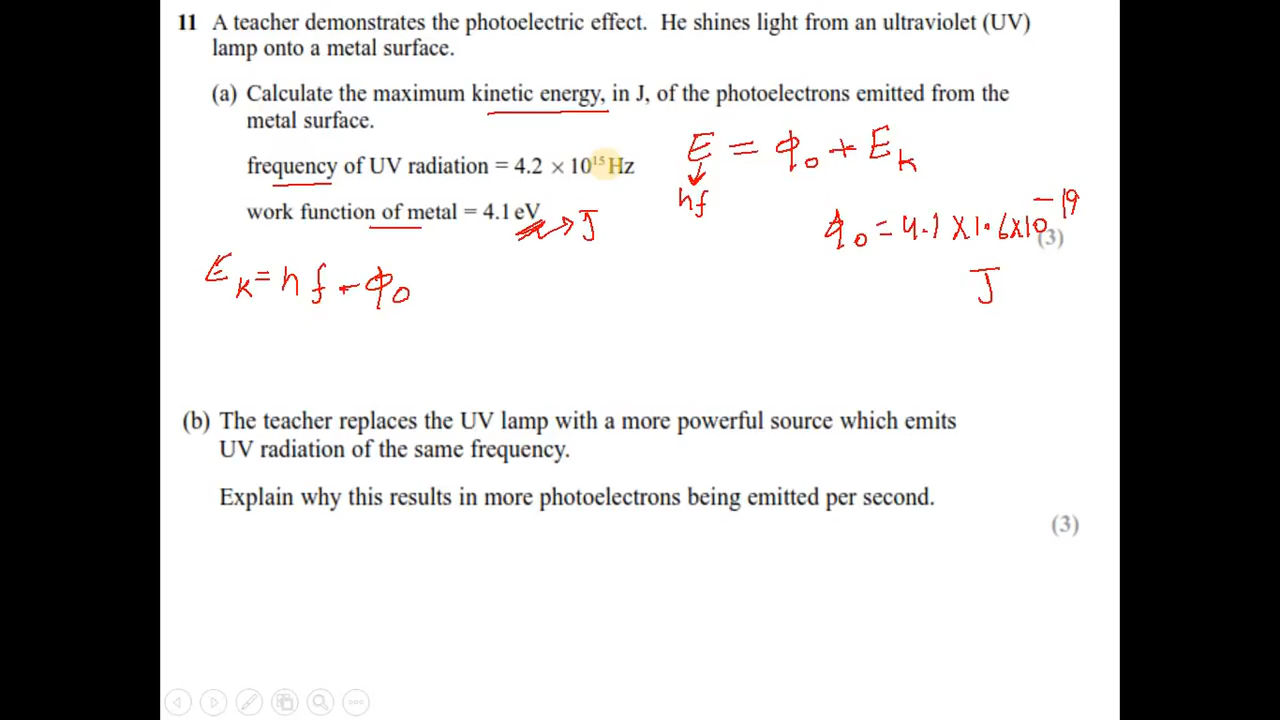 11 A teacher demonstrates the photoelectric effect. He shines light from an ultraviolet (UV)
lamp onto a metal surface.
(a) Calculate the maximum kinetic energy, in J, of the photoelectrons emitted from the
metal surface.
E = ϕ₀ + Eₖ
hf
frequency of UV radiation = 4.2 × 10¹⁵ Hz
work function of metal = 4.1 eV → J
ϕ₀ = 4.1 × 1.6 × 10⁻¹⁹
J
(3)
Eₖ = hf - ϕ₀
(b) The teacher replaces the UV lamp with a more powerful source which emits
UV radiation of the same frequency.
Explain why this results in more photoelectrons being emitted per second.
(3)